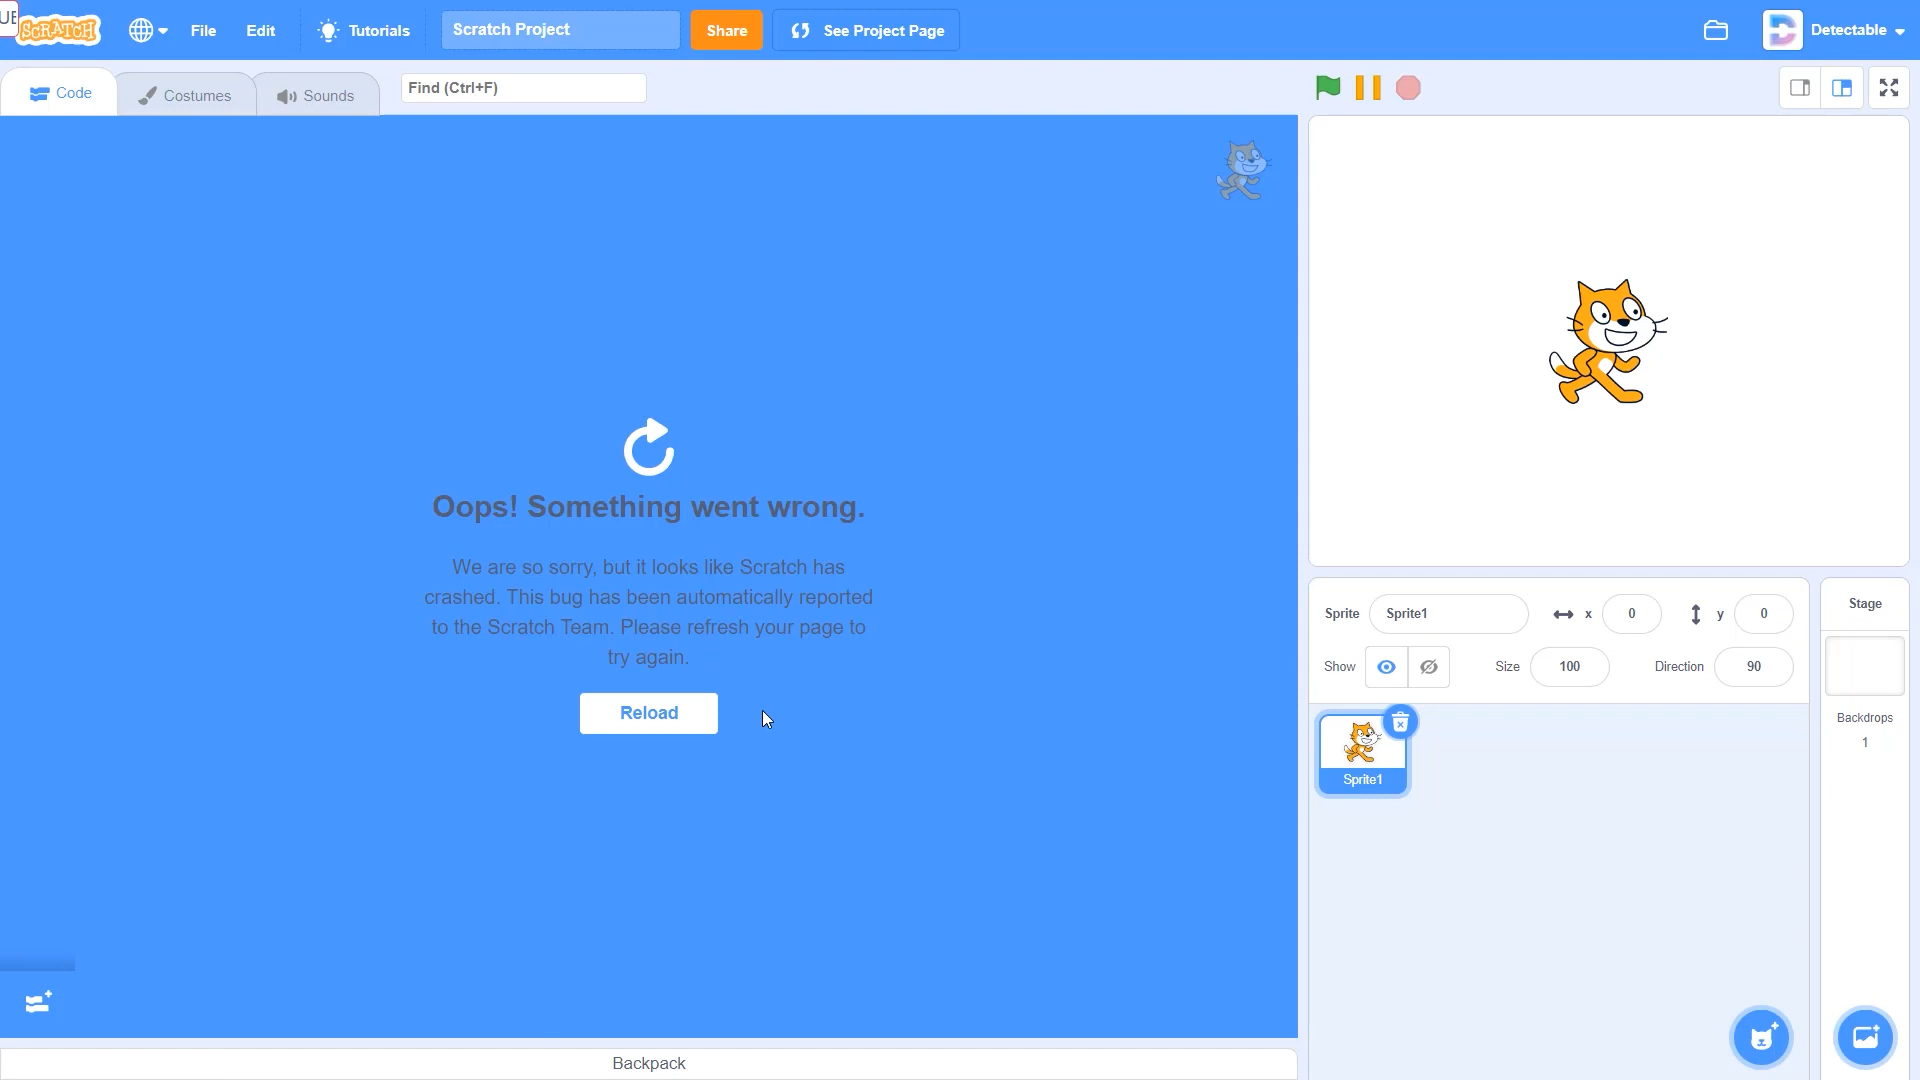 UE
SCRATCH
File
Edit
Tutorials
Scratch Project
Share
See Project Page
Detectable
Code
Costumes
Sounds
Find (Ctrl+F)
Oops! Something went wrong.
We are so sorry, but it looks like Scratch has
crashed. This bug has been automatically reported
to the Scratch Team. Please refresh your page to
try again.
Reload
Backpack
Sprite
Sprite1
x
0
y
0
Show
Size
100
Direction
90
Sprite1
Stage
Backdrops
1